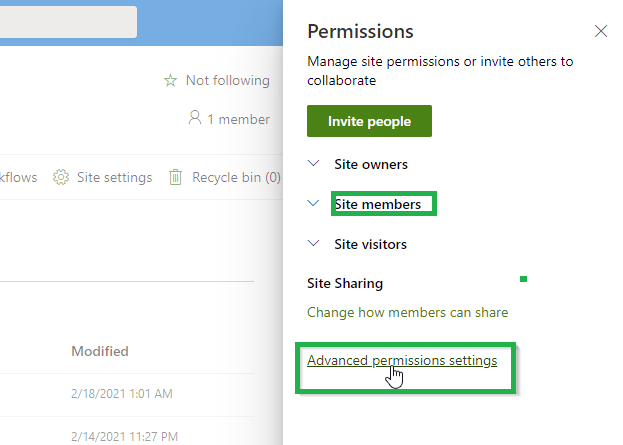 Permissions
Manage site permissions or invite others to
collaborate
Not following
1 member
Invite people
Site owners
kflows Site settings Recycle bin (0)
Site members
Site visitors
Site Sharing
Change how members can share
Modified
Advanced permissions settings
2/18/2021 1:01 AM
2/14/2021 11:27 PM